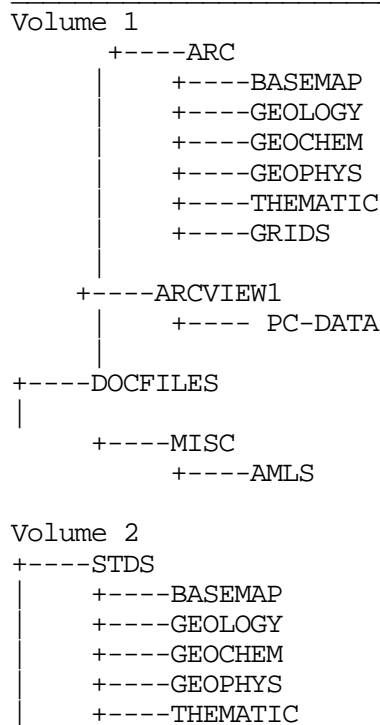 Volume 1
+----ARC
| +----BASEMAP
| +----GEOLOGY
| +----GEOCHEM
| +----GEOPHYS
| +----THEMATIC
| +----GRIDS
|
+----ARCVIEW1
| +---- PC-DATA
|
+----DOCFILES
|
+----MISC
+----AMLS
Volume 2
+----STDS
| +----BASEMAP
| +----GEOLOGY
| +----GEOCHEM
| +----GEOPHYS
| +----THEMATIC